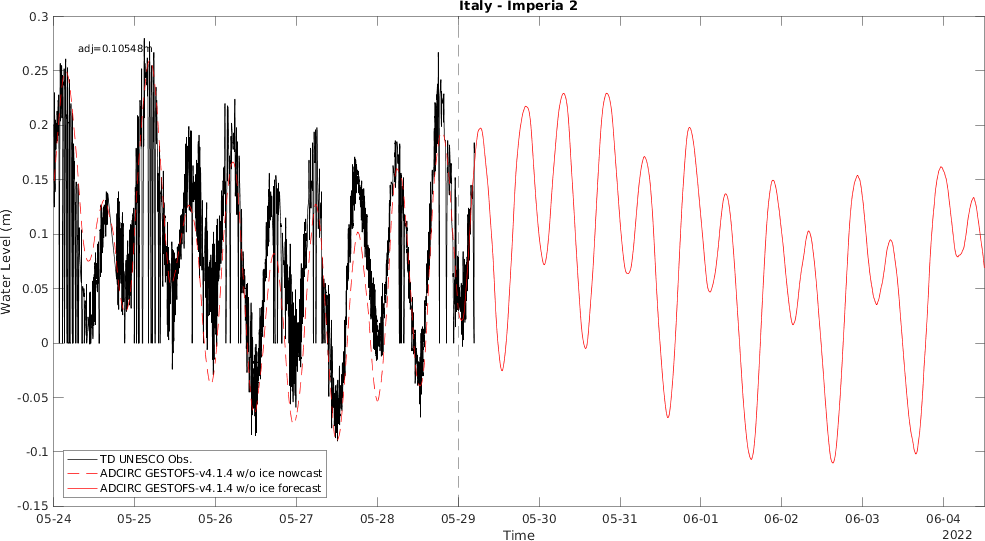 Italy - Imperia 2
adj=0.10548m
0.3
0.25
0.2
0.15
0.1
0.05
0
-0.05
-0.1
-0.15
Water Level (m)
TD UNESCO Obs.
ADCIRC GESTOFS-v4.1.4 w/o ice nowcast
ADCIRC GESTOFS-v4.1.4 w/o ice forecast
05-24 05-25 05-26 05-27 05-28 05-29 05-30 05-31 06-01 06-02 06-03 06-04
Time
2022